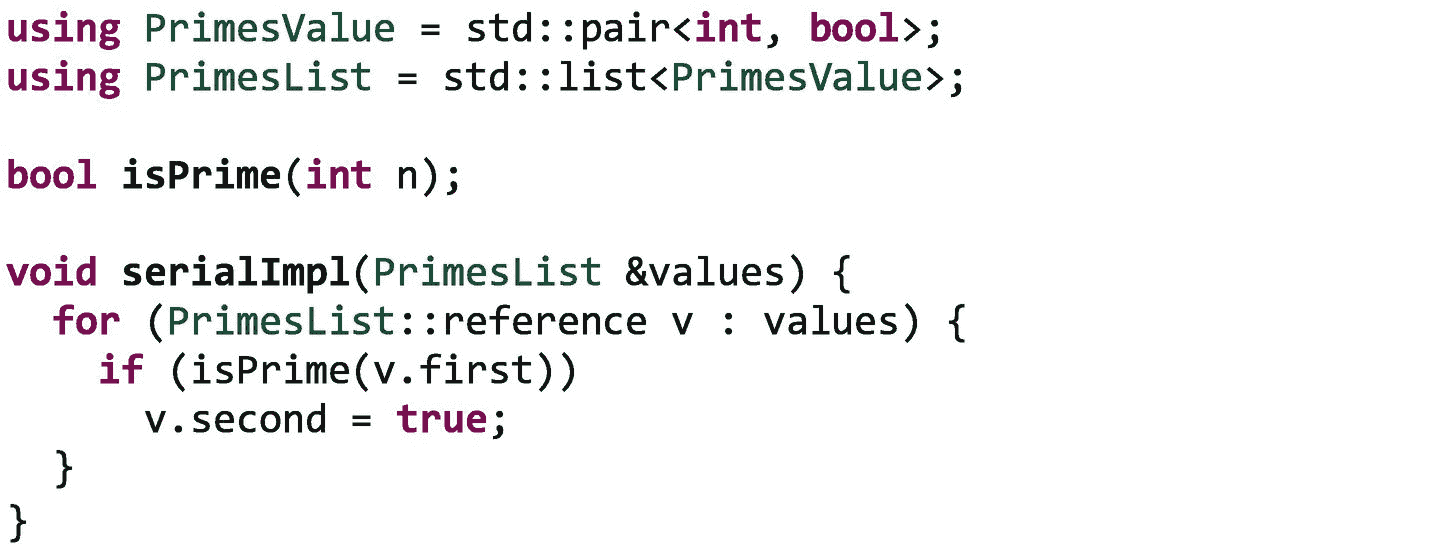 using PrimesValue = std::pair<int, bool>;
using PrimesList = std::list<PrimesValue>;

bool isPrime(int n);

void serialImpl(PrimesList &values) {
  for (PrimesList::reference v : values) {
    if (isPrime(v.first))
      v.second = true;
  }
}